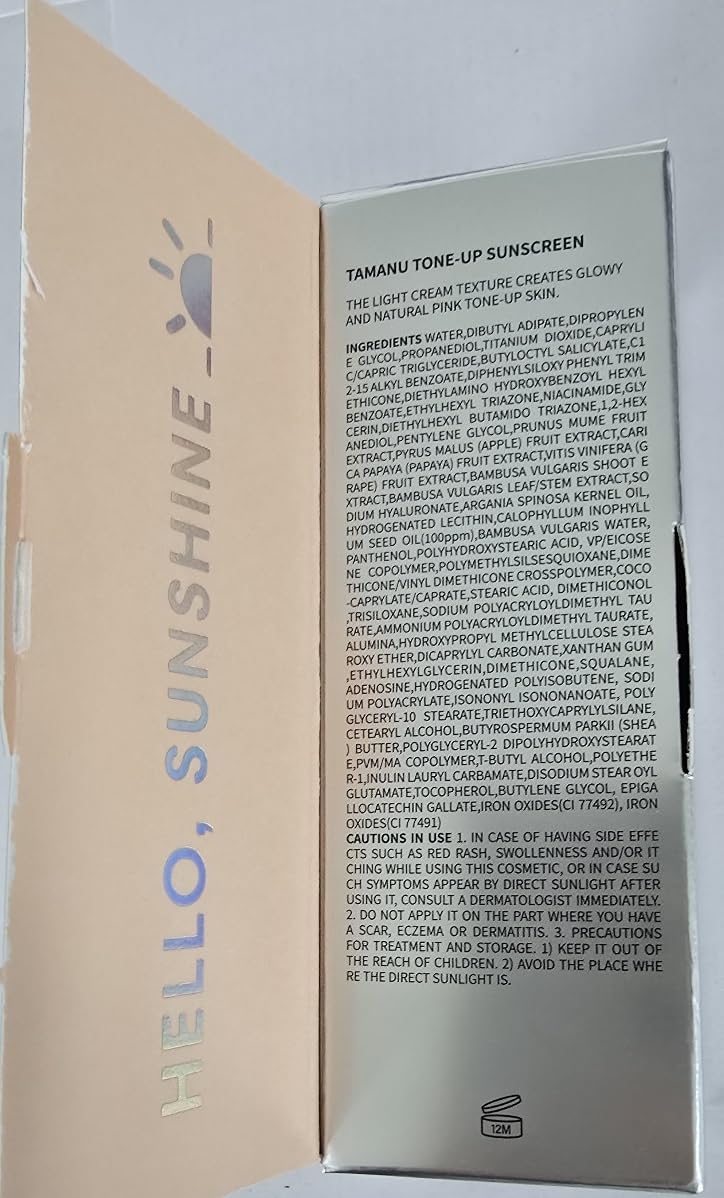 HELLO, SUNSHINE
TAMANU TONE-UP SUNSCREEN
THE LIGHT CREAM TEXTURE CREATES GLOWY
AND NATURAL PINK TONE-UP SKIN.
INGREDIENTS WATER,DIBUTYL ADIPATE,DIPROPYLEN
E GLYCOL,PROPANEDIOL,TITANIUM DIOXIDE,CAPRYLI
C/CAPRIC TRIGLYCERIDE,BUTYLOCTYL SALICYLATE,C1
2-15 ALKYL BENZOATE,DIPHENYLSILOXY PHENYL TRIM
ETHICONE,DIETHYLAMINO HYDROXYBENZOYL HEXYL
BENZOATE,ETHYLHEXYL TRIAZONE,NIACINAMIDE,GLY
CERIN,DIETHYLHEXYL BUTAMIDO TRIAZONE,1,2-HEX
ANEDIOL,PENTYLENE GLYCOL,PRUNUS MUME FRUIT
EXTRACT,PYRUS MALUS (APPLE) FRUIT EXTRACT,CARI
CA PAPAYA (PAPAYA) FRUIT EXTRACT,VITIS VINIFERA (G
RAPE) FRUIT EXTRACT,BAMBUSA VULGARIS SHOOT E
XTRACT,BAMBUSA VULGARIS LEAF/STEM EXTRACT,SO
DIUM HYALURONATE,ARGANIA SPINOSA KERNEL OIL,
HYDROGENATED LECITHIN,CALOPHYLLUM INOPHYLL
UM SEED OIL(100ppm),BAMBUSA VULGARIS WATER,
PANTHENOL,POLYHYDROXYSTEARIC ACID, VP/EICOSE
NE COPOLYMER,POLYMETHYLSILSESQUIOXANE,DIME
THICONE/VINYL DIMETHICONE CROSSPOLYMER,COCO
-CAPRYLATE/CAPRATE,STEARIC ACID, DIMETHICONOL
,TRISILOXANE,SODIUM POLYACRYLOYLDIMETHYL TAU
RATE,AMMONIUM POLYACRYLOYLDIMETHYL TAURATE,
ALUMINA,HYDROXYPROPYL METHYLCELLULOSE STEA
ROXY ETHER,DICAPRYLYL CARBONATE,XANTHAN GUM
,ETHYLHEXYLGLYCERIN,DIMETHICONE,SQUALANE,
ADENOSINE,HYDROGENATED POLYISOBUTENE, SODI
UM POLYACRYLATE,ISONONYL ISONONANOATE, POLY
GLYCERYL-10 STEARATE,TRIETHOXYCAPRYLYLSILANE,
CETEARYL ALCOHOL,BUTYROSPERMUM PARKII (SHEA
) BUTTER,POLYGLYCERYL-2 DIPOLYHYDROXYSTEARAT
E,PVM/MA COPOLYMER,T-BUTYL ALCOHOL,POLYETHE
R-1,INULIN LAURYL CARBAMATE,DISODIUM STEAR OYL
GLUTAMATE,TOCOPHEROL,BUTYLENE GLYCOL, EPIGA
LLOCATECHIN GALLATE,IRON OXIDES(CI 77492), IRON
OXIDES(CI 77491)
CAUTIONS IN USE 1. IN CASE OF HAVING SIDE EFFE
CTS SUCH AS RED RASH, SWOLLENNESS AND/OR IT
CHING WHILE USING THIS COSMETIC, OR IN CASE SU
CH SYMPTOMS APPEAR BY DIRECT SUNLIGHT AFTER
USING IT, CONSULT A DERMATOLOGIST IMMEDIATELY.
2. DO NOT APPLY IT ON THE PART WHERE YOU HAVE
A SCAR, ECZEMA OR DERMATITIS. 3. PRECAUTIONS
FOR TREATMENT AND STORAGE. 1) KEEP IT OUT OF
THE REACH OF CHILDREN. 2) AVOID THE PLACE WHE
RE THE DIRECT SUNLIGHT IS.
12M